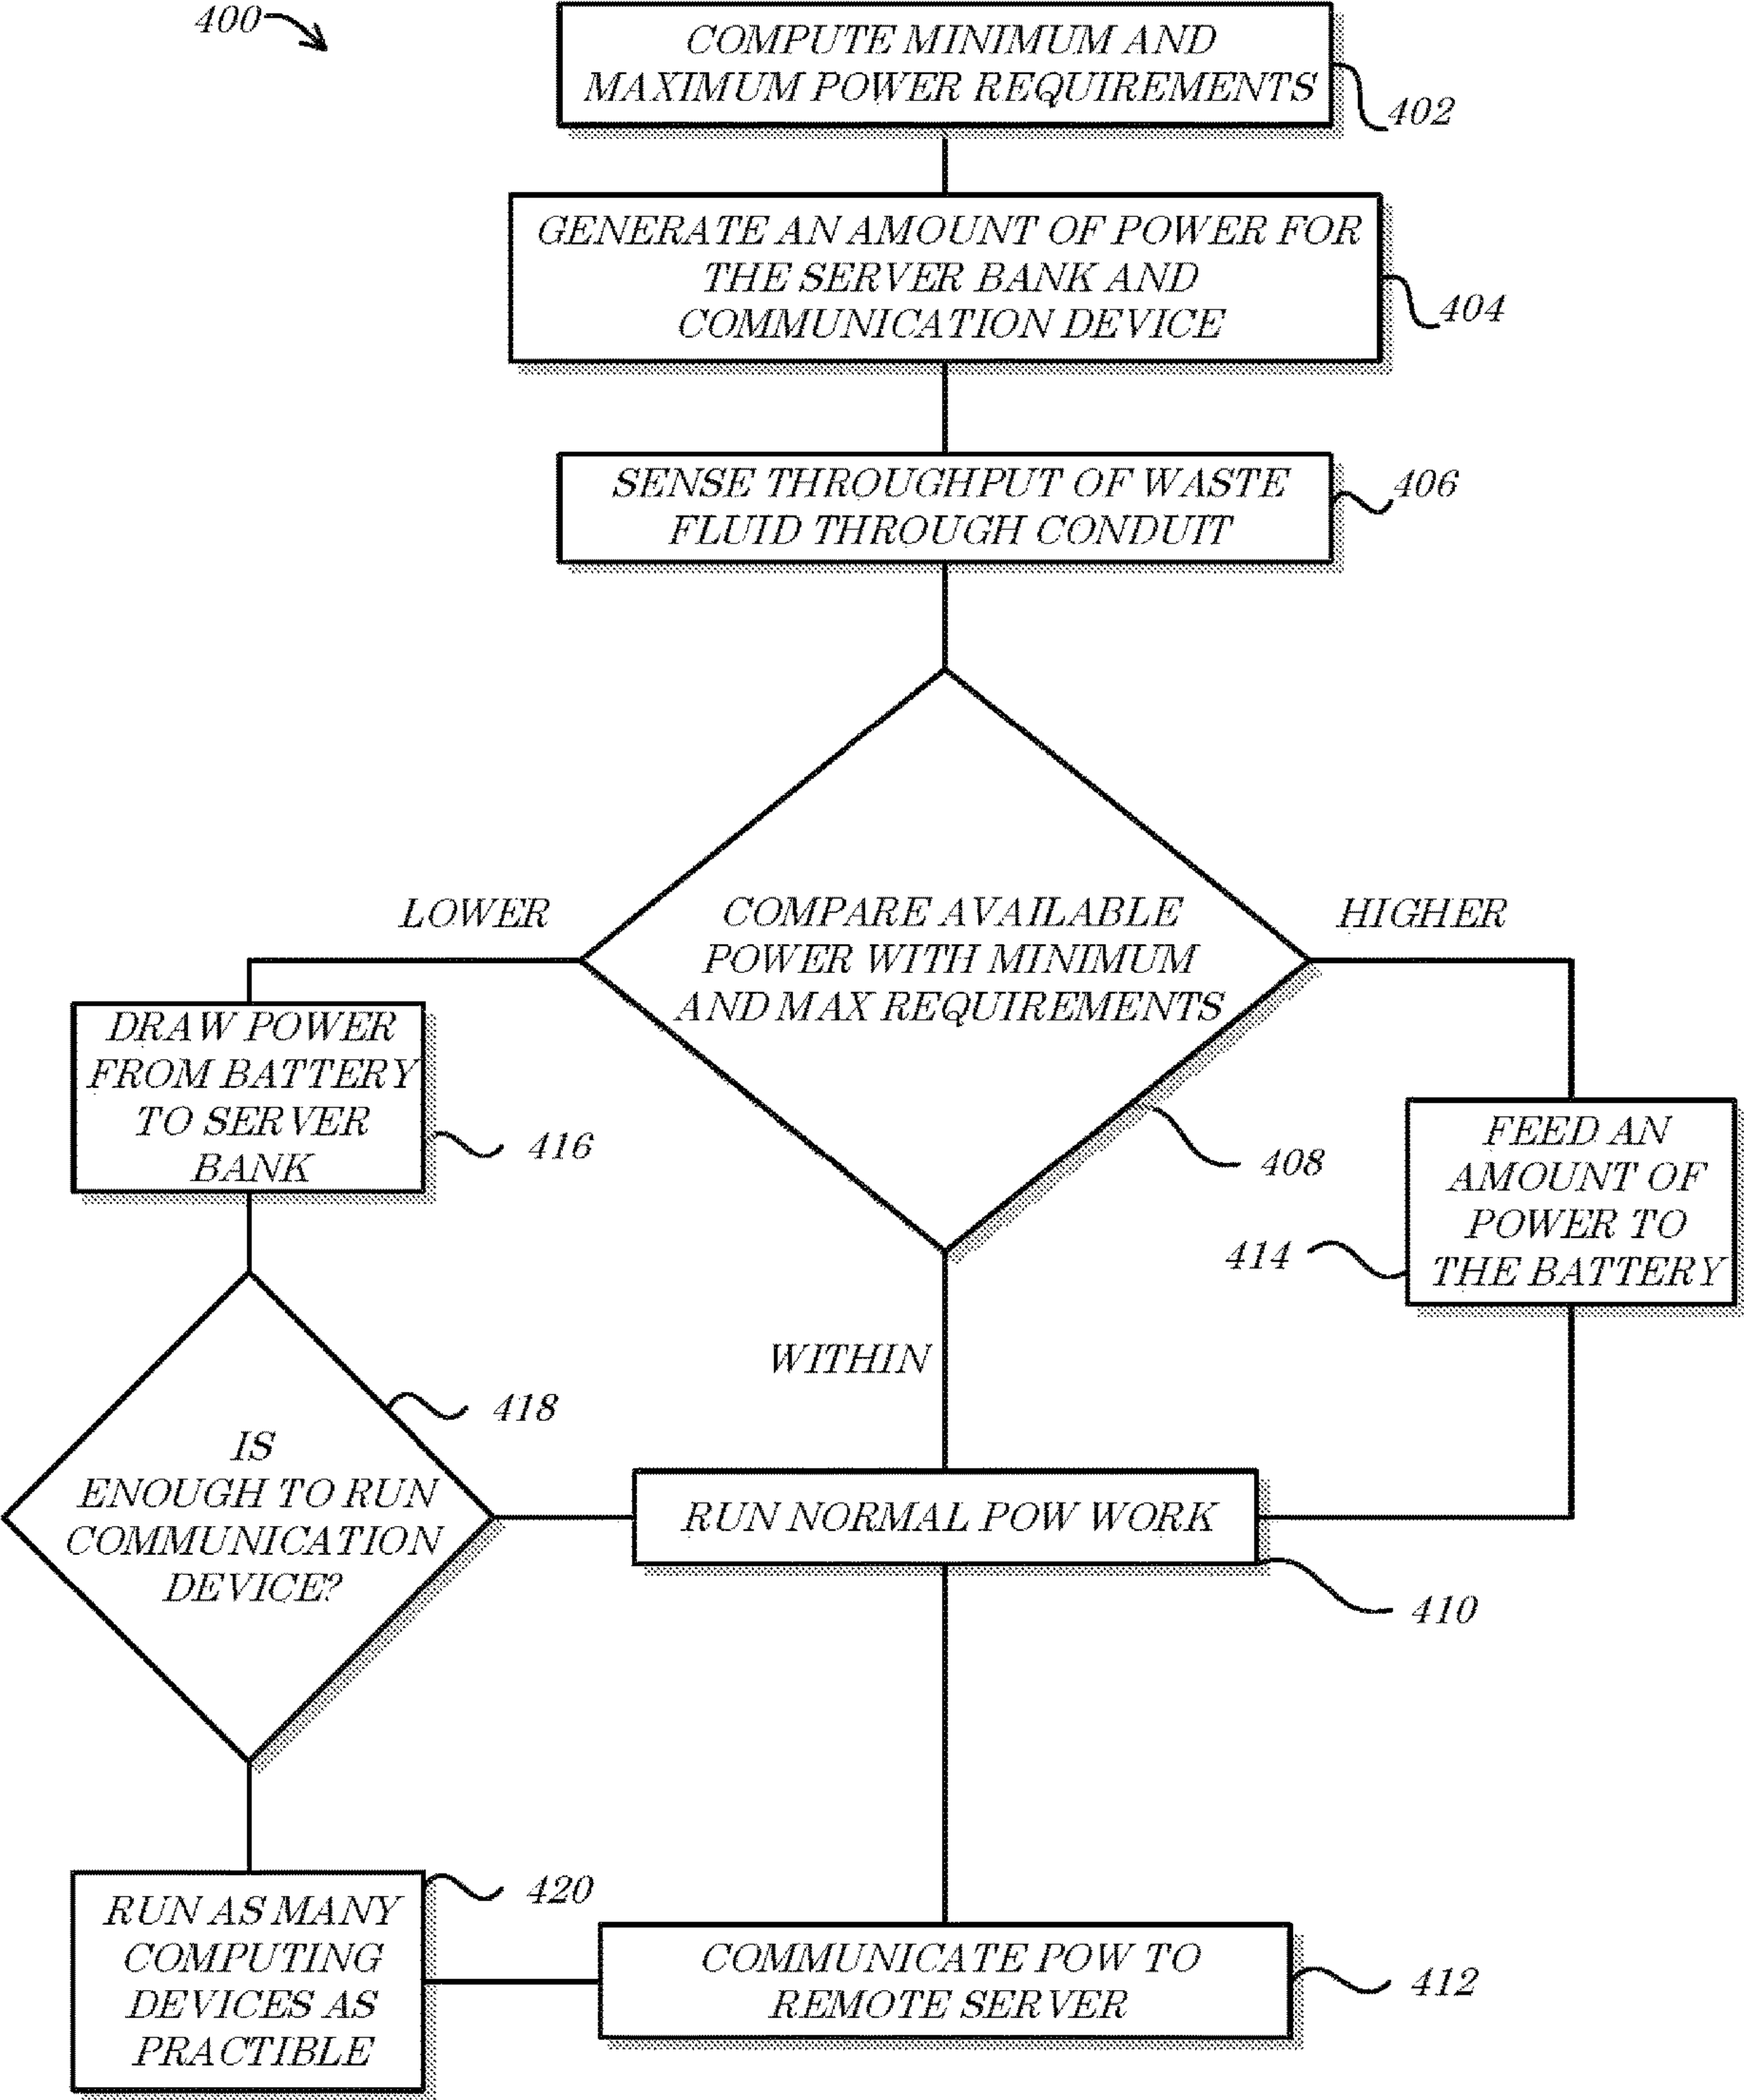 400
COMPUTE MINIMUM AND
MAXIMUM POWER REQUIREMENTS
402
GENERATE AN AMOUNT OF POWER FOR
THE SERVER BANK AND
COMMUNICATION DEVICE
404
SENSE THROUGHPUT OF WASTE
FLUID THROUGH CONDUIT
406
LOWER
COMPARE AVAILABLE
POWER WITH MINIMUM
AND MAX REQUIREMENTS
HIGHER
408
DRAW POWER
FROM BATTERY
TO SERVER
BANK
416
FEED AN
AMOUNT OF
POWER TO
THE BATTERY
414
WITHIN
IS
ENOUGH TO RUN
COMMUNICATION
DEVICE?
418
RUN NORMAL POW WORK
410
RUN AS MANY
COMPUTING
DEVICES AS
PRACTIBLE
420
COMMUNICATE POW TO
REMOTE SERVER
412